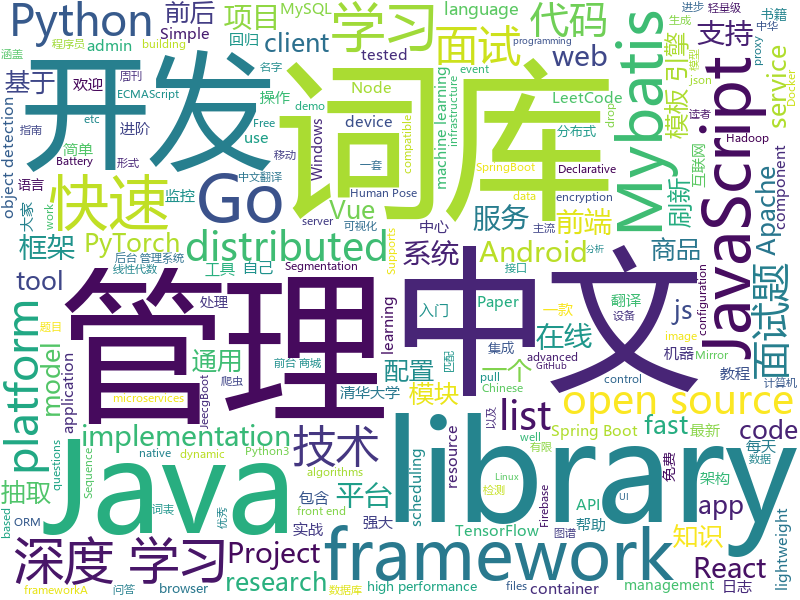 Python
前后
项目
MySQL
学习
language
代码
Mybatis
进步
书籍
轻量级
生成
中华
Simple
building
回归
client
tested
面试
web
支持
涵盖
程序员
admin
开发
词库
programming
proxy
模型
基于
欢迎
周刊
名字
event
模板 引擎
json
Docker
ECMAScript
操作
Node
LeetCode
JavaScript
读者
object detection
指南
进阶
demo
machine learning
infrastructure
service
etc
Free
device
drop
Hadoop
简单
形式
use
Windows
compatible
分布式
移动
一套
SpringBoot
Declarative
互联网
component
语言
Battery
中文翻译
Human Pose
data
encryption
快速
Go
Vue
服务
前端
刷新
Apache
大家
监控
work
server
可视化
主流
框架
PyTorch
distributed
中心
系统
Android
商品
后台 管理系统
线性代数
工具
自己
Segmentation
Supports
接口
分析
tool
管理
中文
面试题
platform
处理
learning
入门
Paper
一款
翻译
js
configuration
题目
application
通用
设备
在线
model
爬虫
前台 商城
集成
advanced
image
机器
Mirror
microservices
JeecgBoot
清华大学
配置
匹配
GitHub
一个
教程
计算机
模块
Chinese
control
pull
Java
library
list
open source
implementation
native
dynamic
questions
Sequence
Python3
algorithms
技术
resource
well
有限
fast
最新
每天
数据
code
Spring Boot
抽取
包含
平台
scheduling
Linux
免费
架构
UI
app
based
词表
front end
实战
强大
TensorFlow
API
检测
Firebase
帮助
图谱
知识
深度 学习
Project
framework
React
ORM
优秀
research
container
lightweight
frameworkA
问答
browser
数据库
high performance
files
management
日志